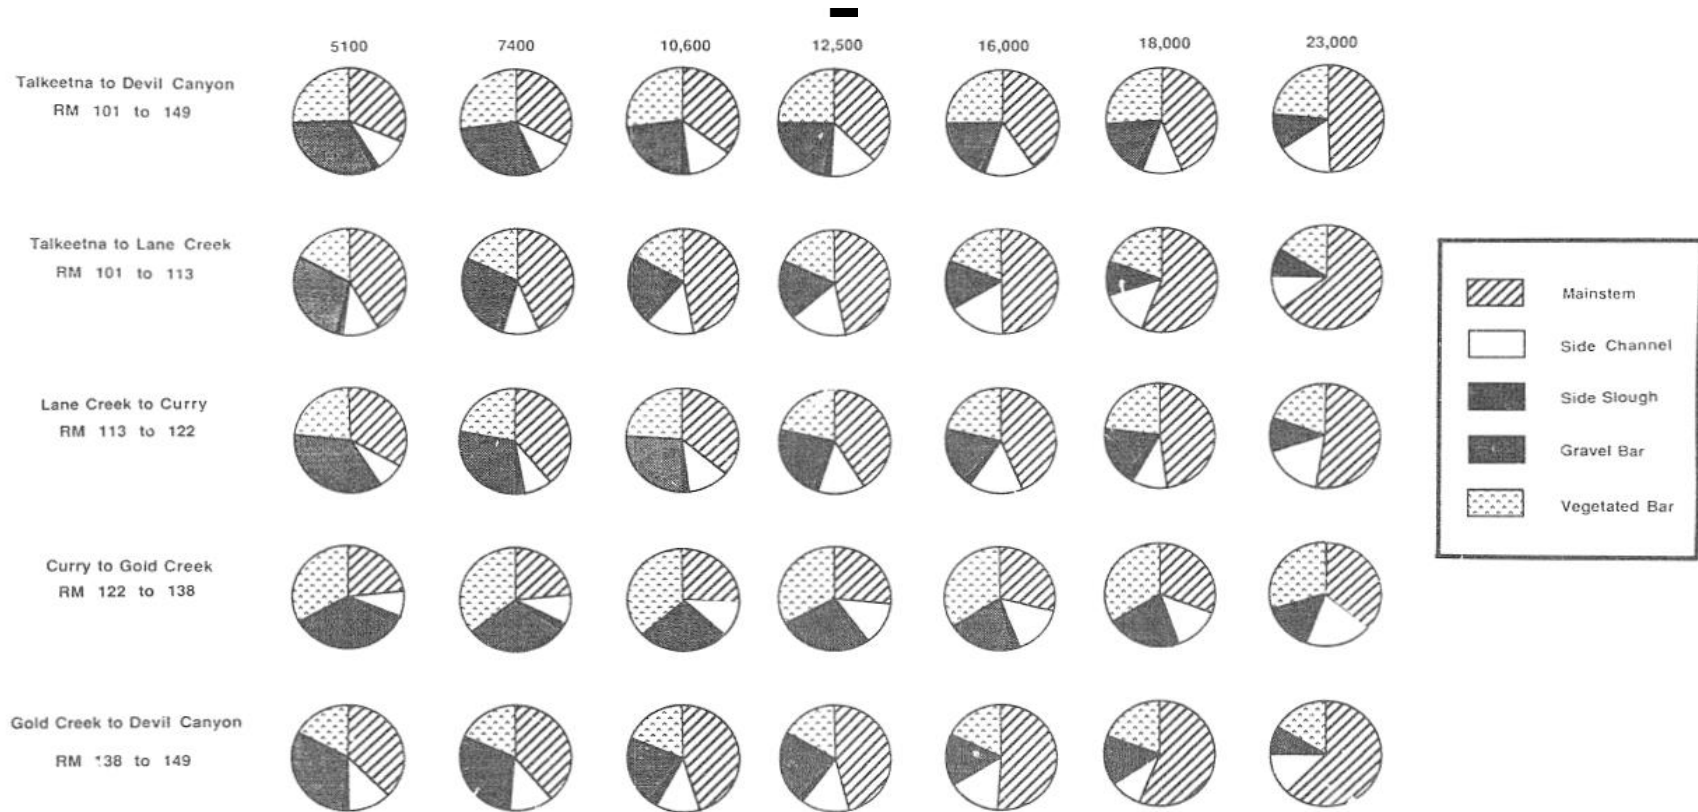 5100 7400 10,600 12,500 16,000 18,000 23,000
Talkeetna to Devil Canyon
RM 101 to 149
Talkeetna to Lane Creek
RM 101 to 113
Lane Creek to Curry
RM 113 to 122
Curry to Gold Creek
RM 122 to 138
Gold Creek to Devil Canyon
RM 138 to 149
Mainstem
Side Channel
Side Slough
Gravel Bar
Vegetated Bar